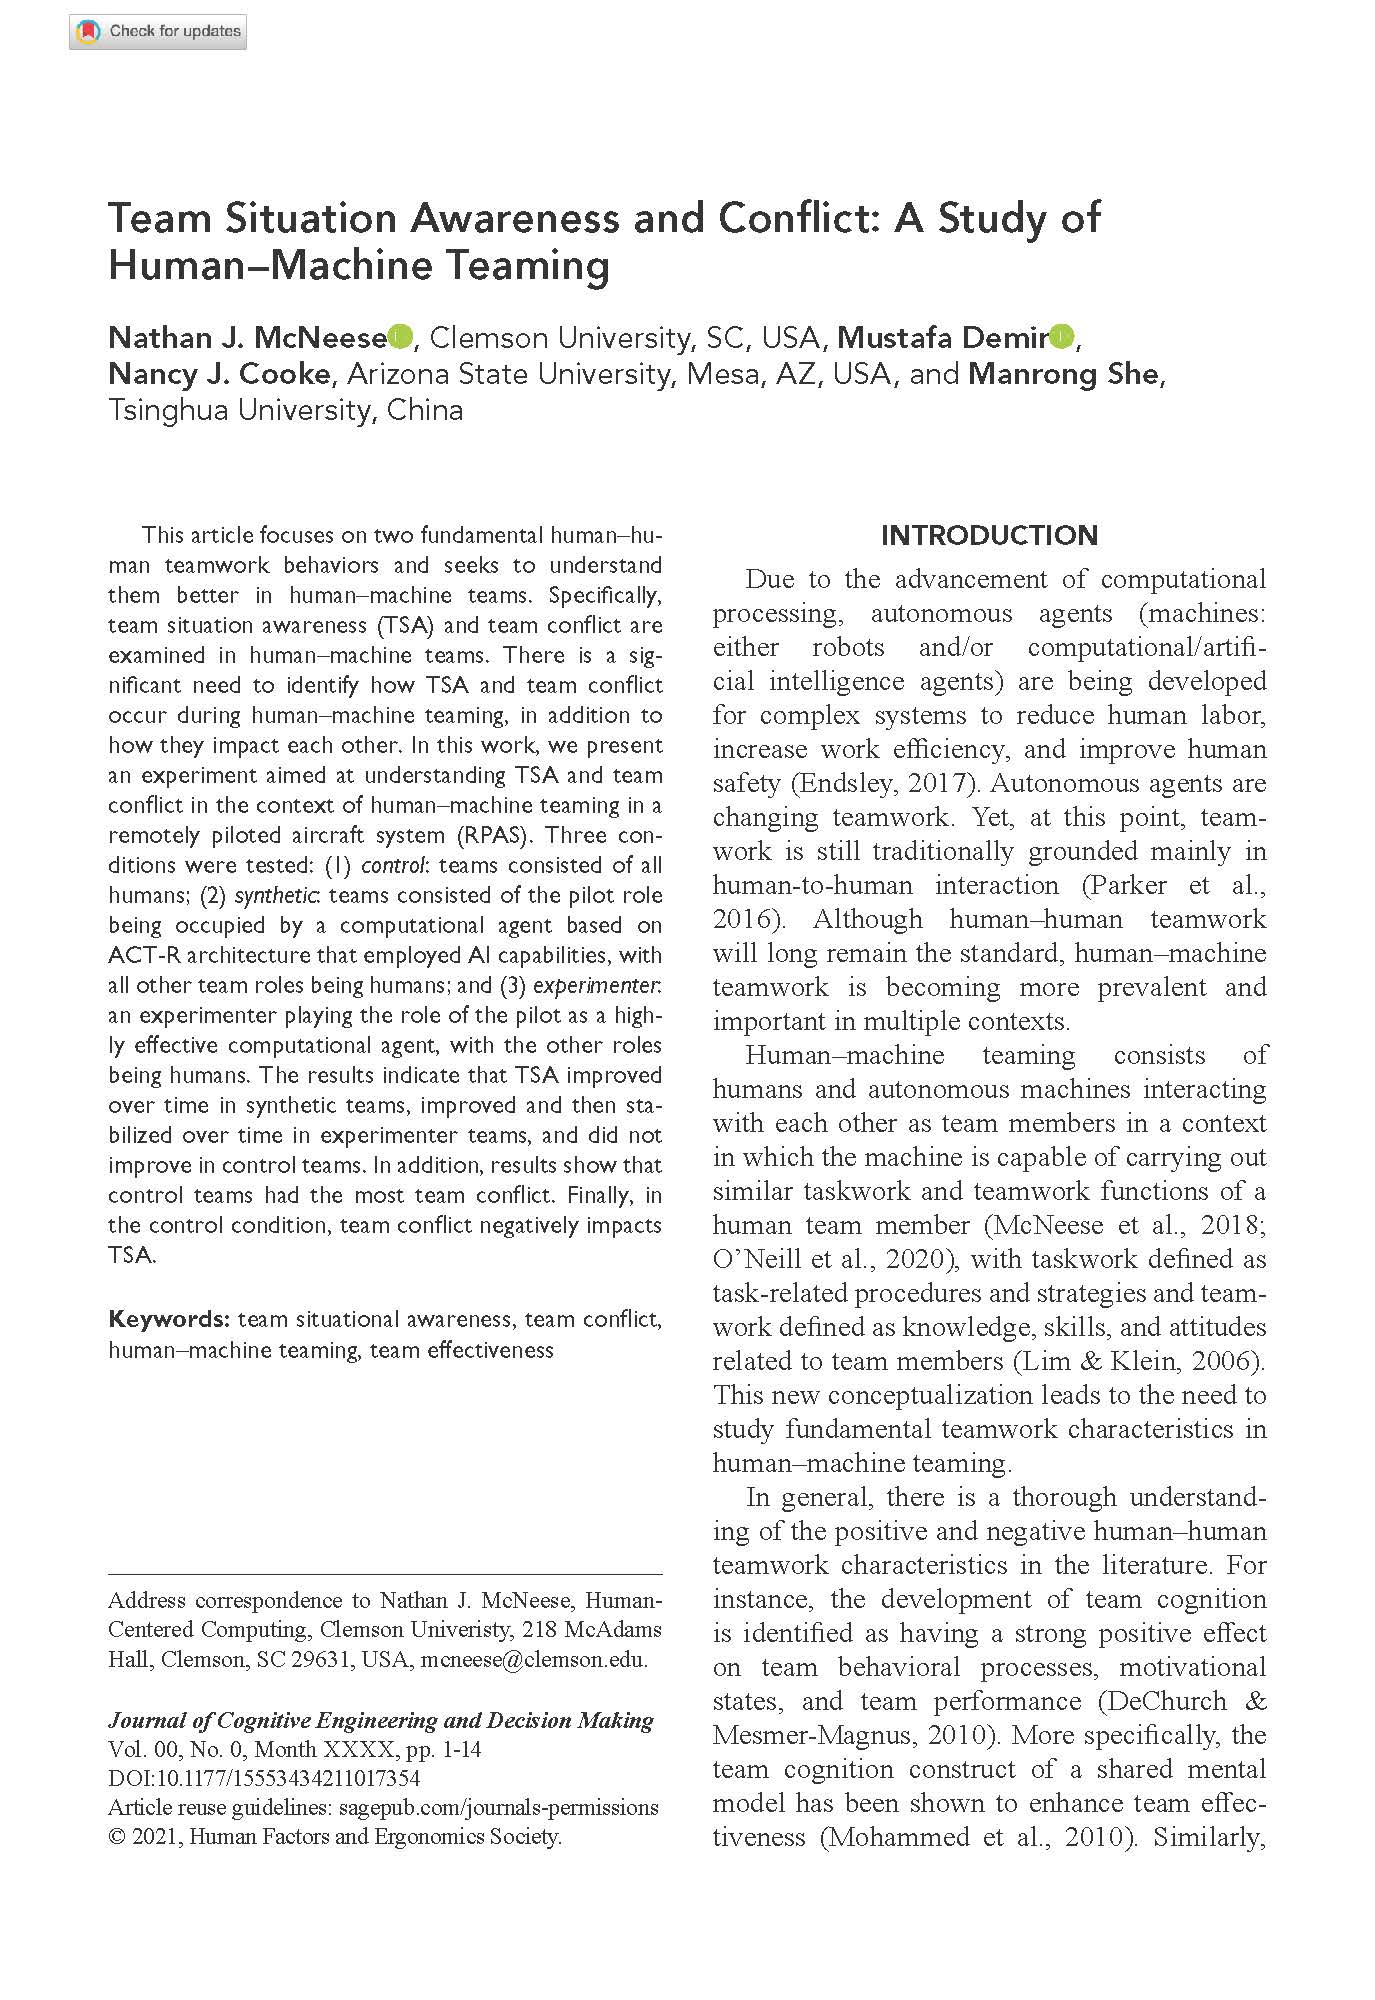 Check for updates
Team Situation Awareness and Conflict: A Study of
Human–Machine Teaming
Nathan J. McNeese, Clemson University, SC, USA, Mustafa Demir,
Nancy J. Cooke, Arizona State University, Mesa, AZ, USA, and Manrong She,
Tsinghua University, China
This article focuses on two fundamental human–hu-
man teamwork behaviors and seeks to understand
them better in human–machine teams. Specifically,
team situation awareness (TSA) and team conflict are
examined in human–machine teams. There is a sig-
nificant need to identify how TSA and team conflict
occur during human–machine teaming, in addition to
how they impact each other. In this work, we present
an experiment aimed at understanding TSA and team
conflict in the context of human–machine teaming in a
remotely piloted aircraft system (RPAS). Three con-
ditions were tested: (1) control: teams consisted of all
humans; (2) synthetic: teams consisted of the pilot role
being occupied by a computational agent based on
ACT-R architecture that employed AI capabilities, with
all other team roles being humans; and (3) experimenter:
an experimenter playing the role of the pilot as a high-
ly effective computational agent, with the other roles
being humans. The results indicate that TSA improved
over time in synthetic teams, improved and then sta-
bilized over time in experimenter teams, and did not
improve in control teams. In addition, results show that
control teams had the most team conflict. Finally, in
the control condition, team conflict negatively impacts
TSA.
Keywords: team situational awareness, team conflict,
human–machine teaming, team effectiveness
Address correspondence to Nathan J. McNeese, Human-
Centered Computing, Clemson Univeristy, 218 McAdams
Hall, Clemson, SC 29631, USA, mcneese@clemson.edu.
Journal of Cognitive Engineering and Decision Making
Vol. 00, No. 0, Month XXXX, pp. 1-14
DOI:10.1177/15553434211017354
Article reuse guidelines: sagepub.com/journals-permissions
© 2021, Human Factors and Ergonomics Society.
INTRODUCTION
Due to the advancement of computational
processing, autonomous agents (machines:
either robots and/or computational/artifi-
cial intelligence agents) are being developed
for complex systems to reduce human labor,
increase work efficiency, and improve human
safety (Endsley, 2017). Autonomous agents are
changing teamwork. Yet, at this point, team-
work is still traditionally grounded mainly in
human-to-human interaction (Parker et al.,
2016). Although human–human teamwork
will long remain the standard, human–machine
teamwork is becoming more prevalent and
important in multiple contexts.
Human–machine teaming consists of
humans and autonomous machines interacting
with each other as team members in a context
in which the machine is capable of carrying out
similar taskwork and teamwork functions of a
human team member (McNeese et al., 2018;
O’Neill et al., 2020), with taskwork defined as
task-related procedures and strategies and team-
work defined as knowledge, skills, and attitudes
related to team members (Lim & Klein, 2006).
This new conceptualization leads to the need to
study fundamental teamwork characteristics in
human–machine teaming.
In general, there is a thorough understand-
ing of the positive and negative human–human
teamwork characteristics in the literature. For
instance, the development of team cognition
is identified as having a strong positive effect
on team behavioral processes, motivational
states, and team performance (DeChurch &
Mesmer-Magnus, 2010). More specifically, the
team cognition construct of a shared mental
model has been shown to enhance team effec-
tiveness (Mohammed et al., 2010). Similarly,